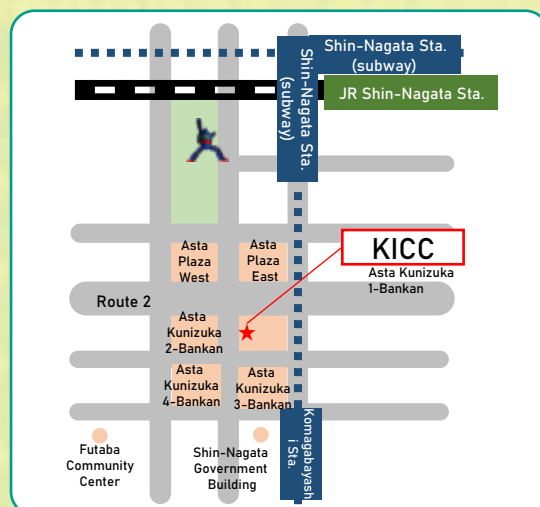 Shin-Nagata Sta.
(subway)
JR Shin-Nagata Sta.
Shin-Nagata Sta.
(subway)
Asta
Plaza
West
Asta
Plaza
East
KICC
Asta Kunizuka
1-Bankan
Route 2
Asta
Kunizuka
2-Bankan
Asta
Kunizuka
4-Bankan
Asta
Kunizuka
3-Bankan
Komagabayash
i Sta.
Futaba
Community
Center
Shin-Nagata
Government
Building